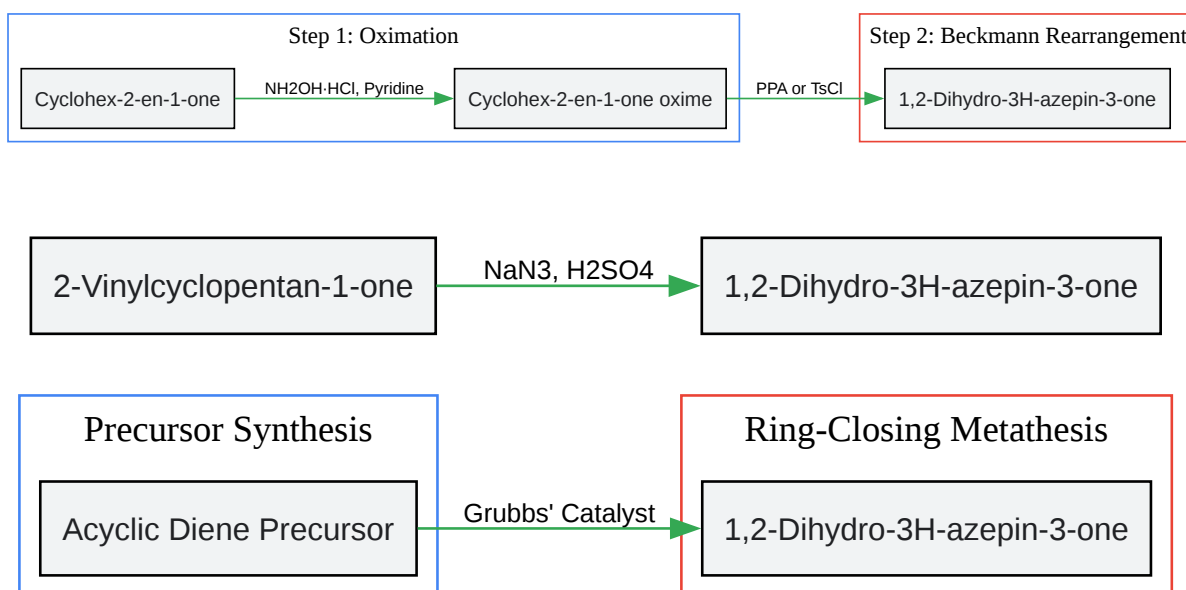 Step 1: Oximation
Step 2: Beckmann Rearrangement
Cyclohex-2-en-1-one
NH2OH·HCl, Pyridine
Cyclohex-2-en-1-one oxime
PPA or TsCl
1,2-Dihydro-3H-azepin-3-one
2-Vinylcyclopentan-1-one
NaN3, H2SO4
1,2-Dihydro-3H-azepin-3-one
Precursor Synthesis
Ring-Closing Metathesis
Acyclic Diene Precursor
Grubbs' Catalyst
1,2-Dihydro-3H-azepin-3-one